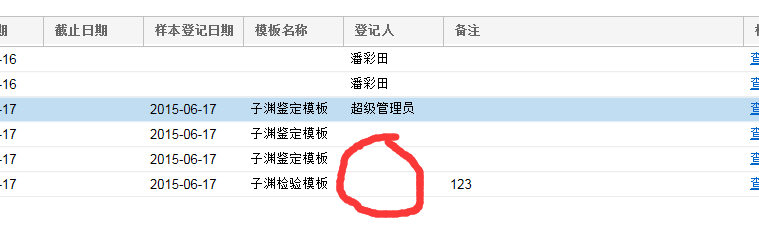 期 截止日期 样本登记日期 模板名称 登记人 备注
-16 潘彩田 查
-16 潘彩田 查
-17 2015-06-17 子渊鉴定模板 超级管理员 查
-17 2015-06-17 子渊鉴定模板 查
-17 2015-06-17 子渊鉴定模板 查
-17 2015-06-17 子渊检验模板 123 查